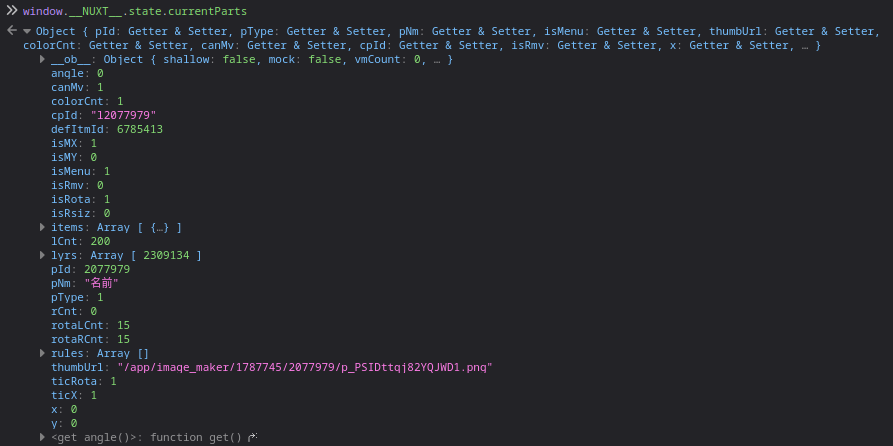 window.__NUXT__.state.currentParts
Object { pId: Getter & Setter, pType: Getter & Setter, pNm: Getter & Setter, isMenu: Getter & Setter, thumbUrl: Getter & Setter,
colorCnt: Getter & Setter, canMv: Getter & Setter, cpId: Getter & Setter, isRmv: Getter & Setter, x: Getter & Setter, … }
__ob__: Object { shallow: false, mock: false, vmCount: 0, … }
angle: 0
canMv: 1
colorCnt: 1
cpId: "l2077979"
defItmId: 6785413
isMX: 1
isMY: 0
isMenu: 1
isRmv: 0
isRota: 1
isRsiz: 0
items: Array [ {…} ]
lCnt: 200
lyrs: Array [ 2309134 ]
pId: 2077979
pNm: "名前"
pType: 1
rCnt: 0
rotaLCnt: 15
rotaRCnt: 15
rules: Array []
thumbUrl: "/app/image_maker/1787745/2077979/p_PSIDttqj82YQJWD1.png"
ticRota: 1
ticX: 1
x: 0
y: 0
<get angle()>: function get()